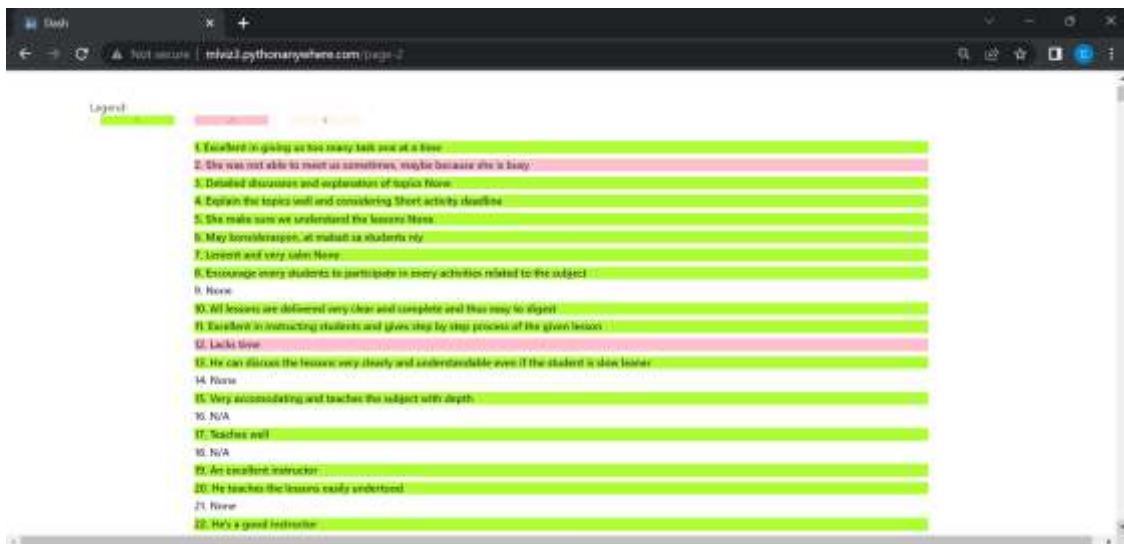 Dash
Not secure | mlviz3.pythonanywhere.com/page-2
Legend:
1. Excellent in giving us too many task one at a time
2. She was not able to meet us sometimes, maybe because she is busy
3. Detailed discussion and explanation of topics None
4. Explain the topics well and considering Short activity deadline
5. She make sure we understand the lessons None
6. May konsiderasyon, at mabait sa students niy
7. Lenient and very calm None
8. Encourage every students to participate in every activities related to the subject
9. None
10. All lessons are delivered very clear and complete and thus easy to digest
11. Excellent in instructing students and gives step by step process of the given lesson
12. Lacks time
13. He can discuss the lessons very clearly and understandable even if the student is slow leaner
14. None
15. Very accomodating and teaches the subject with depth
16. N/A
17. Teaches well
18. N/A
19. An excellent instructor
20. He teaches the lessons easily undertood
21. None
22. He's a good instructor